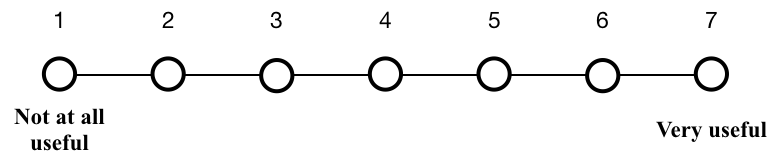 1 2 3 4 5 6 7
Not at all
useful
Very useful